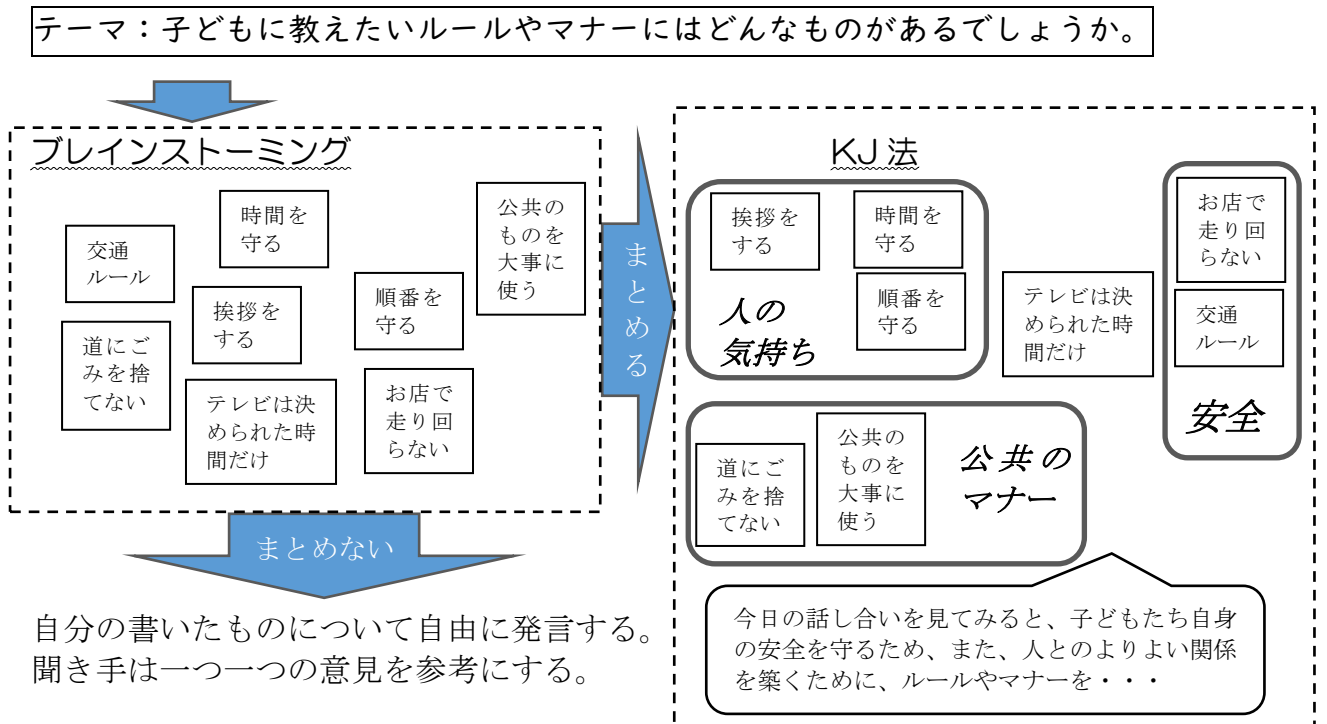 テーマ：子どもに教えたいルールやマナーにはどんなものがあるでしょうか。
ブレインストーミング
交通
ルール
時間を
守る
公共の
ものを
大事に
使う
挨拶を
する
順番を
守る
道にご
みを捨
てない
テレビは決
められた時
間だけ
お店で
走り回
らない
まとめない
自分の書いたものについて自由に発言する。
聞き手は一つ一つの意見を参考にする。
まとめる
KJ法
挨拶を
する
時間を
守る
順番を
守る
人の
気持ち
テレビは決
められた時
間だけ
お店で
走り回
らない
交通
ルール
安全
道にご
みを捨
てない
公共の
ものを
大事に
使う
公共の
マナー
今日の話し合いを見てみると、子どもたち自身
の安全を守るため、また、人とのよりよい関係
を築くために、ルールやマナーを・・・